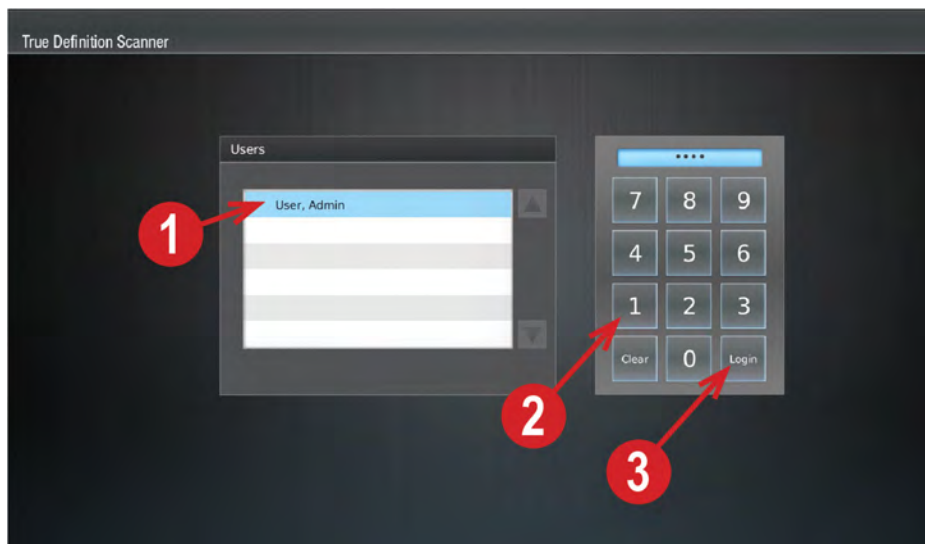 True Definition Scanner
Users
User, Admin
••••
7 8 9
4 5 6
1 2 3
Clear 0 Login
1
2
3